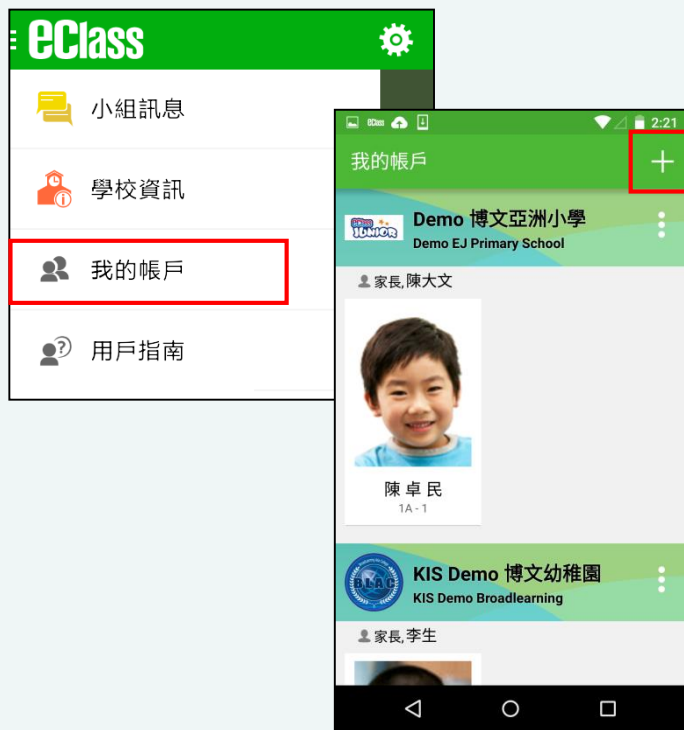 eClass
小組訊息
學校資訊
我的帳戶
用戶指南
eClass
2:21
我的帳戶
eClass
JUNIOR
Demo 博文亞洲小學
Demo EJ Primary School
家長,陳大文
陳 卓 民
1A - 1
BLAC
KIS Demo 博文幼稚園
KIS Demo Broadlearning
家長,李生